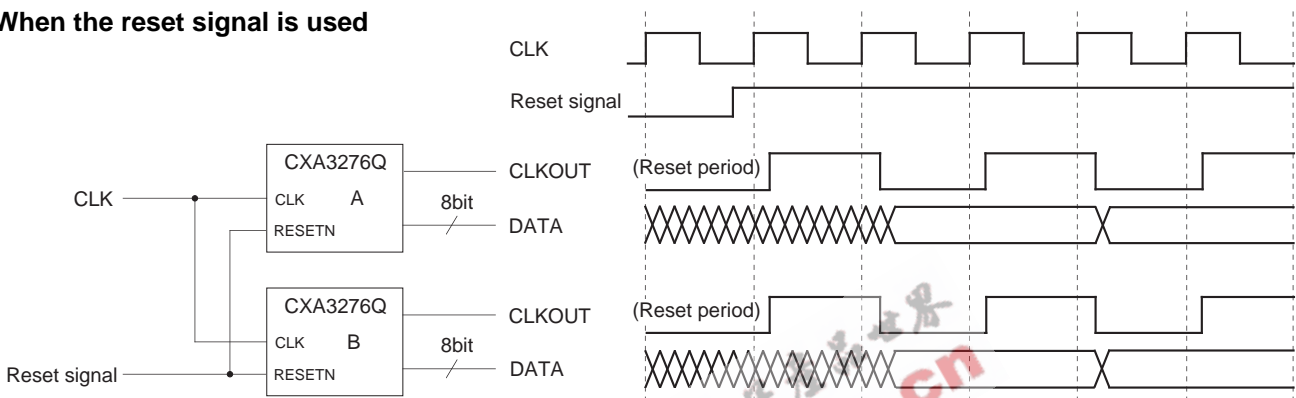 When the reset signal is used
CLK
Reset signal
CXA3276Q
CLK A
RESETN
CLK
8bit
CLKOUT
DATA
(Reset period)
CXA3276Q
CLK B
RESETN
Reset signal
8bit
CLKOUT
DATA
(Reset period)
cn